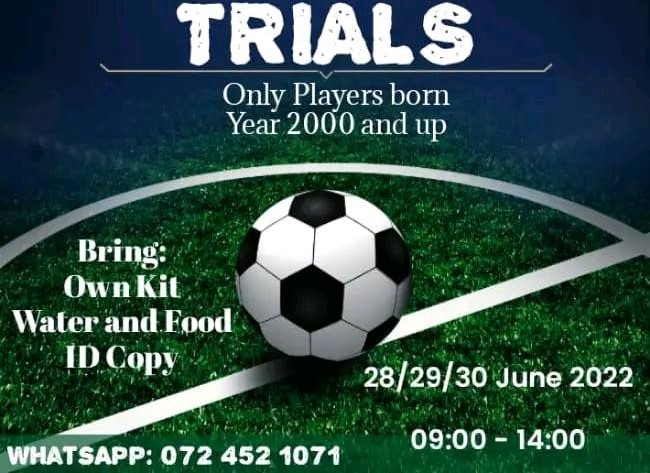 TRIALS
Only Players born
Year 2000 and up
Bring:
Own Kit
Water and Food
ID Copy
28/29/30 June 2022
09:00 - 14:00
WHATSAPP: 072 452 1071